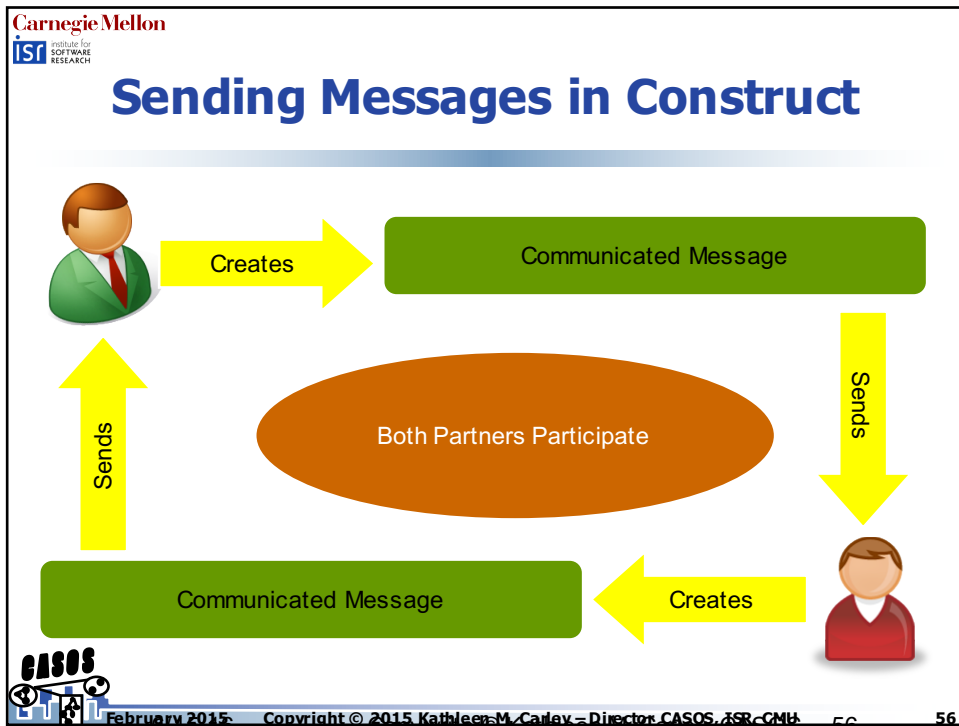 Carnegie Mellon
isr institute for
SOFTWARE
RESEARCH
Sending Messages in Construct
Creates
Communicated Message
Sends
Both Partners Participate
Sends
Communicated Message
Creates
CASOS
February 2015 Copyright © 2015 Kathleen M. Carley – Director CASOS, ISR, CMU 56